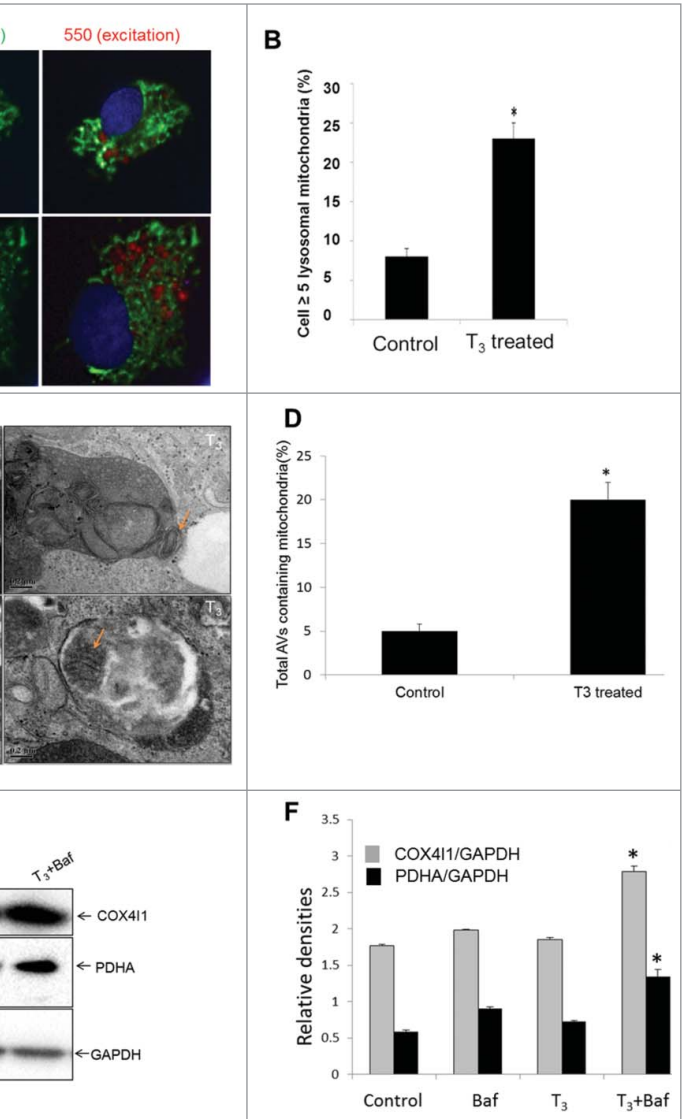 )
550 (excitation)
B
Cell ≥ 5 lysosomal mitochondria (%)
30
25
20
15
10
5
0
*
Control
T3 treated
T3
T3
0.2 µm
D
Total AVs containing mitochondria(%)
25
20
15
10
5
0
*
Control
T3 treated
T3+Baf
← COX4I1
← PDHA
←GAPDH
F
Relative densities
3.5
3
2.5
2
1.5
1
0.5
0
COX4I1/GAPDH
PDHA/GAPDH
*
*
Control
Baf
T3
T3+Baf